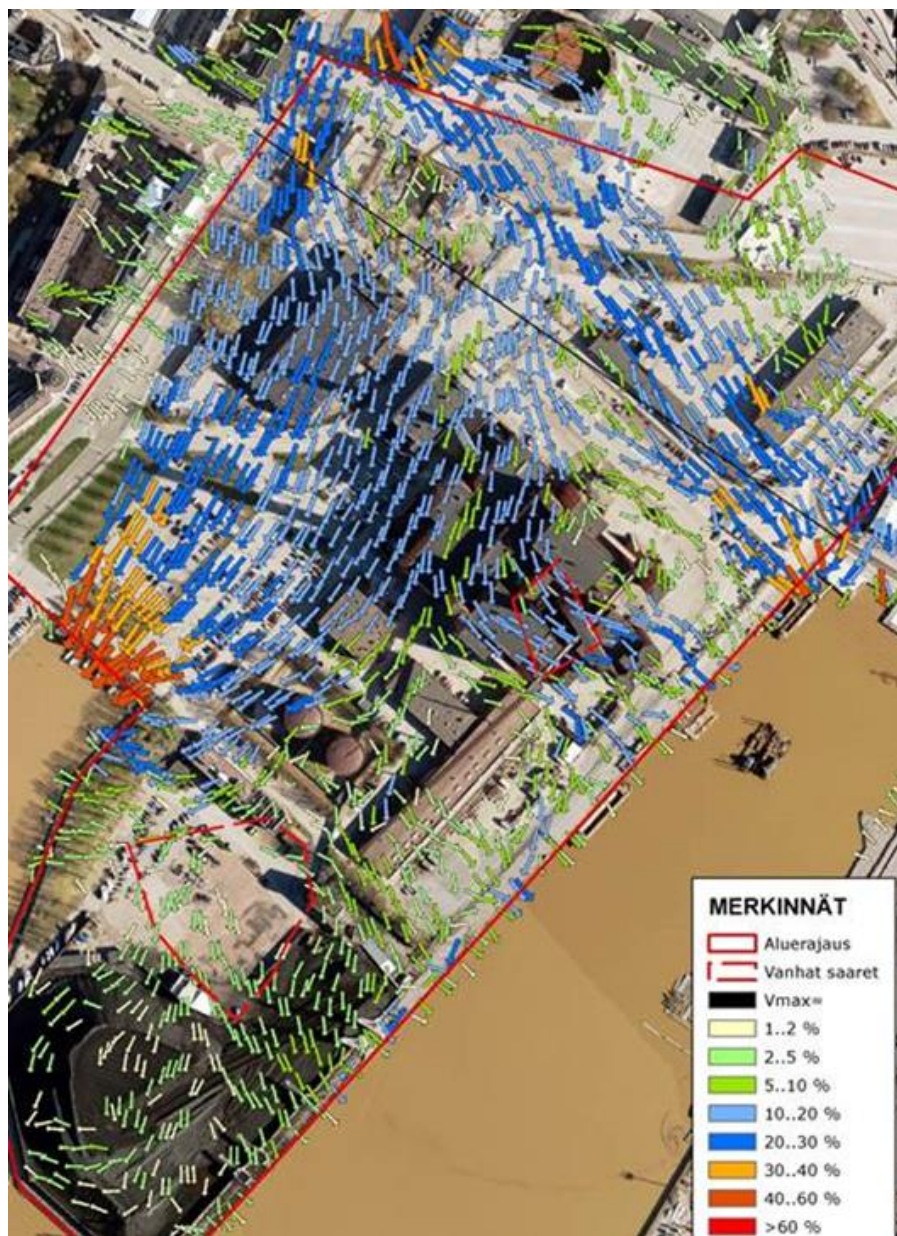 MERKINNÄT
Aluerajaus
Vanhat saaret
Vmax=
1..2 %
2..5 %
5..10 %
10..20 %
20..30 %
30..40 %
40..60 %
>60 %